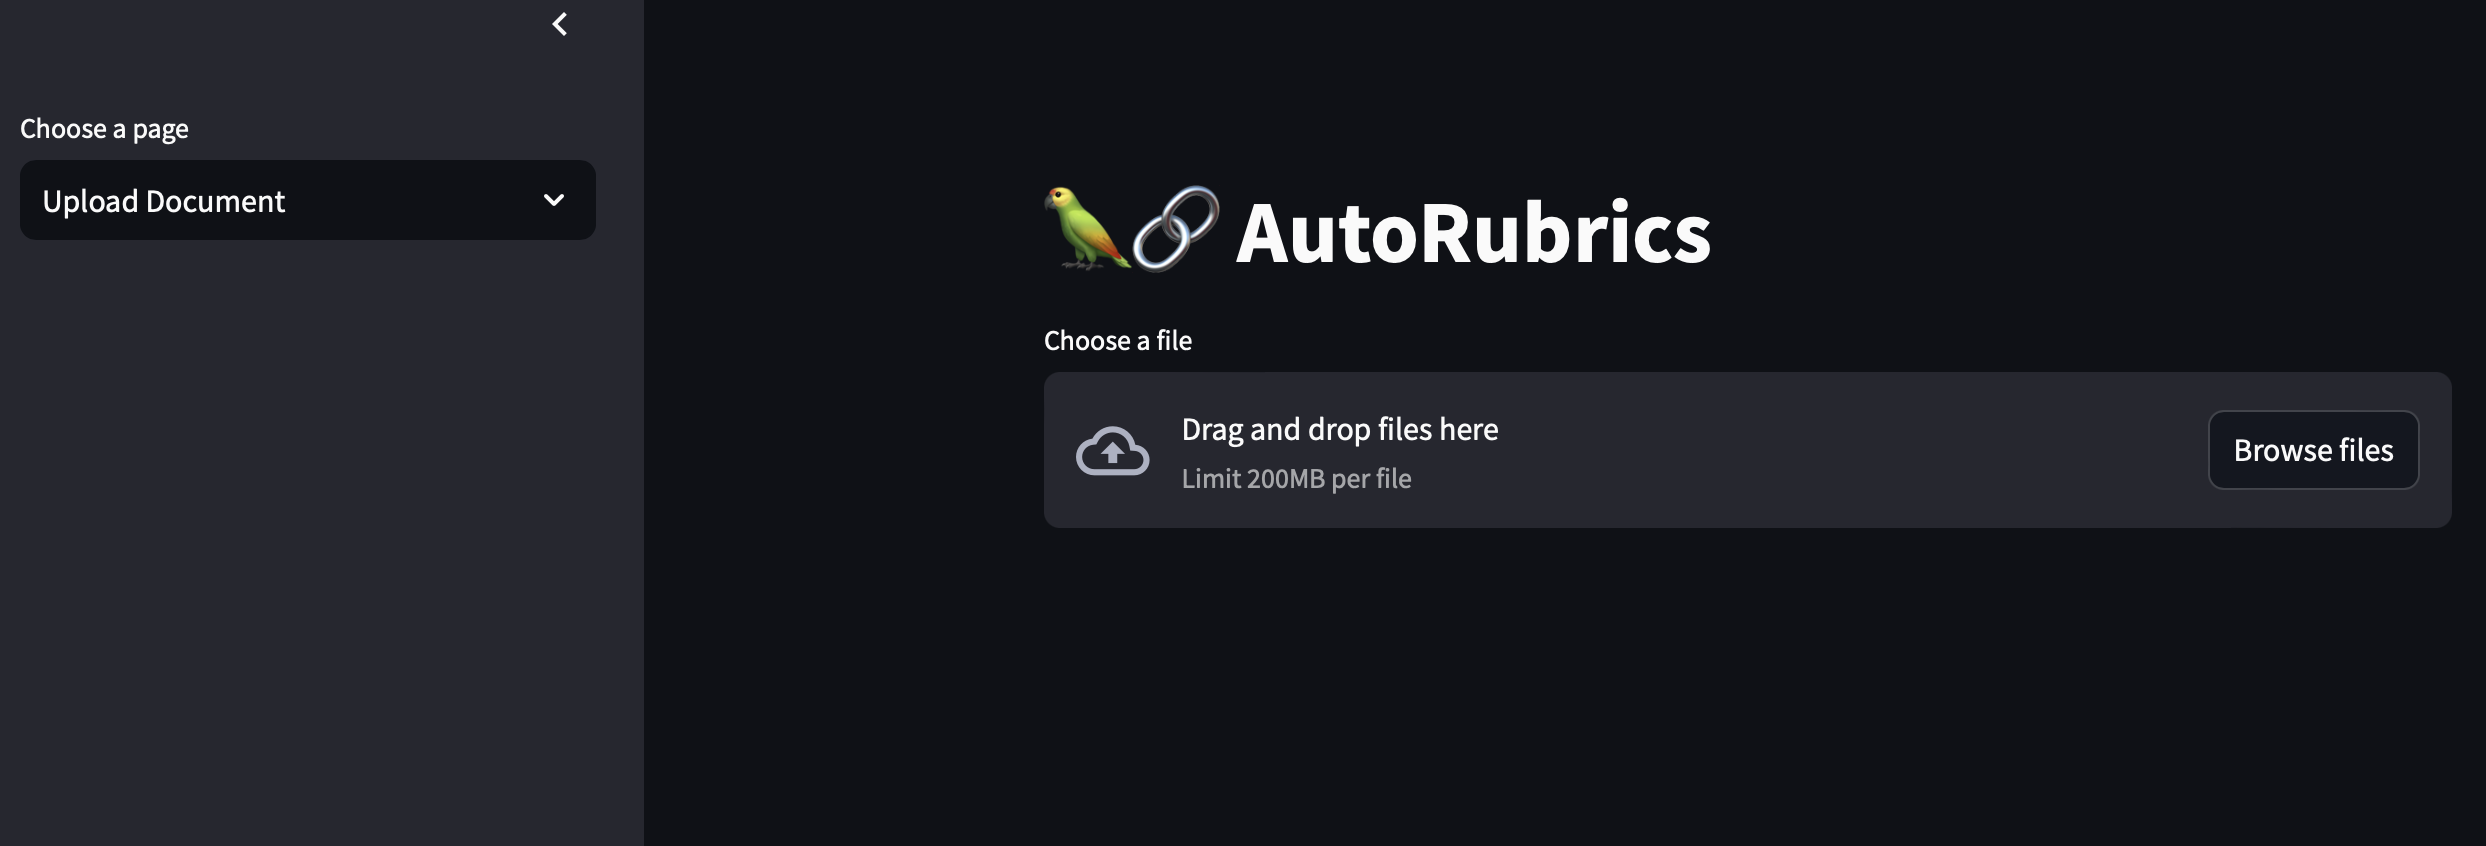 Choose a page
Upload Document
AutoRubrics
Choose a file
Drag and drop files here
Limit 200MB per file
Browse files